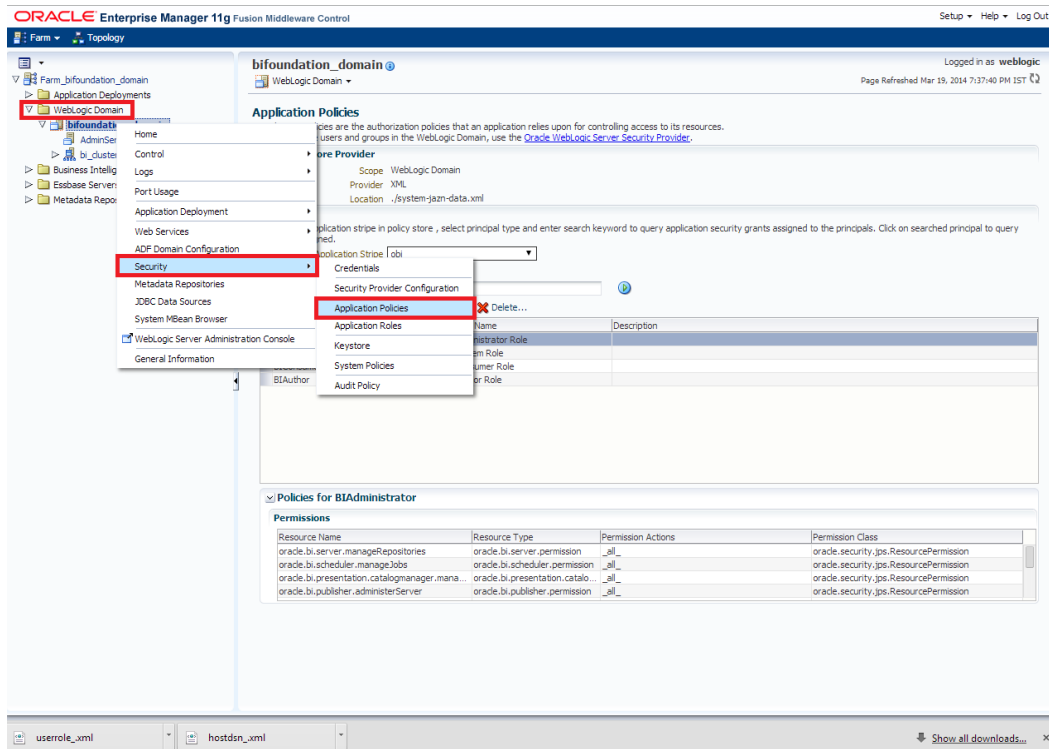 ORACLE Enterprise Manager 11g Fusion Middleware Control
Setup Help Log Out
Farm Topology
Farm_bifoundation_domain
Application Deployments
WebLogic Domain
AdminSer
bi_cluster
Business Intellig
Essbase Servers
Metadata Repos
Home
Control
Logs
Port Usage
Application Deployment
Web Services
ADF Domain Configuration
Security
Metadata Repositories
JDBC Data Sources
System MBean Browser
WebLogic Server Administration Console
General Information
Credentials
Security Provider Configuration
Application Policies
Application Roles
Keystore
System Policies
Audit Policy
bifoundation_domain
Logged in as weblogic
WebLogic Domain
Page Refreshed Mar 19, 2014 7:37:40 PM IST
Application Policies
cies are the authorization policies that an application relies upon for controlling access to its resources.
users and groups in the WebLogic Domain, use the Oracle WebLogic Server Security Provider.
ore Provider
Scope WebLogic Domain
Provider XML
Location ./system-jazn-data.xml
plication stripe in policy store , select principal type and enter search keyword to query application security grants assigned to the principals. Click on searched principal to query
ned.
Application Stripe obi
Delete...
Name Description
nistrator Role
em Role
umer Role
BIAuthor or Role
Policies for BIAdministrator
Permissions
Resource Name Resource Type Permission Actions Permission Class
oracle.bi.server.manageRepositories oracle.bi.server.permission _all_ oracle.security.jps.ResourcePermission
oracle.bi.scheduler.manageJobs oracle.bi.scheduler.permission _all_ oracle.security.jps.ResourcePermission
oracle.bi.presentation.catalogmanager.mana... oracle.bi.presentation.catalo... _all_ oracle.security.jps.ResourcePermission
oracle.bi.publisher.administerServer oracle.bi.publisher.permission _all_ oracle.security.jps.ResourcePermission
userrole_.xml hostdsn_.xml Show all downloads...